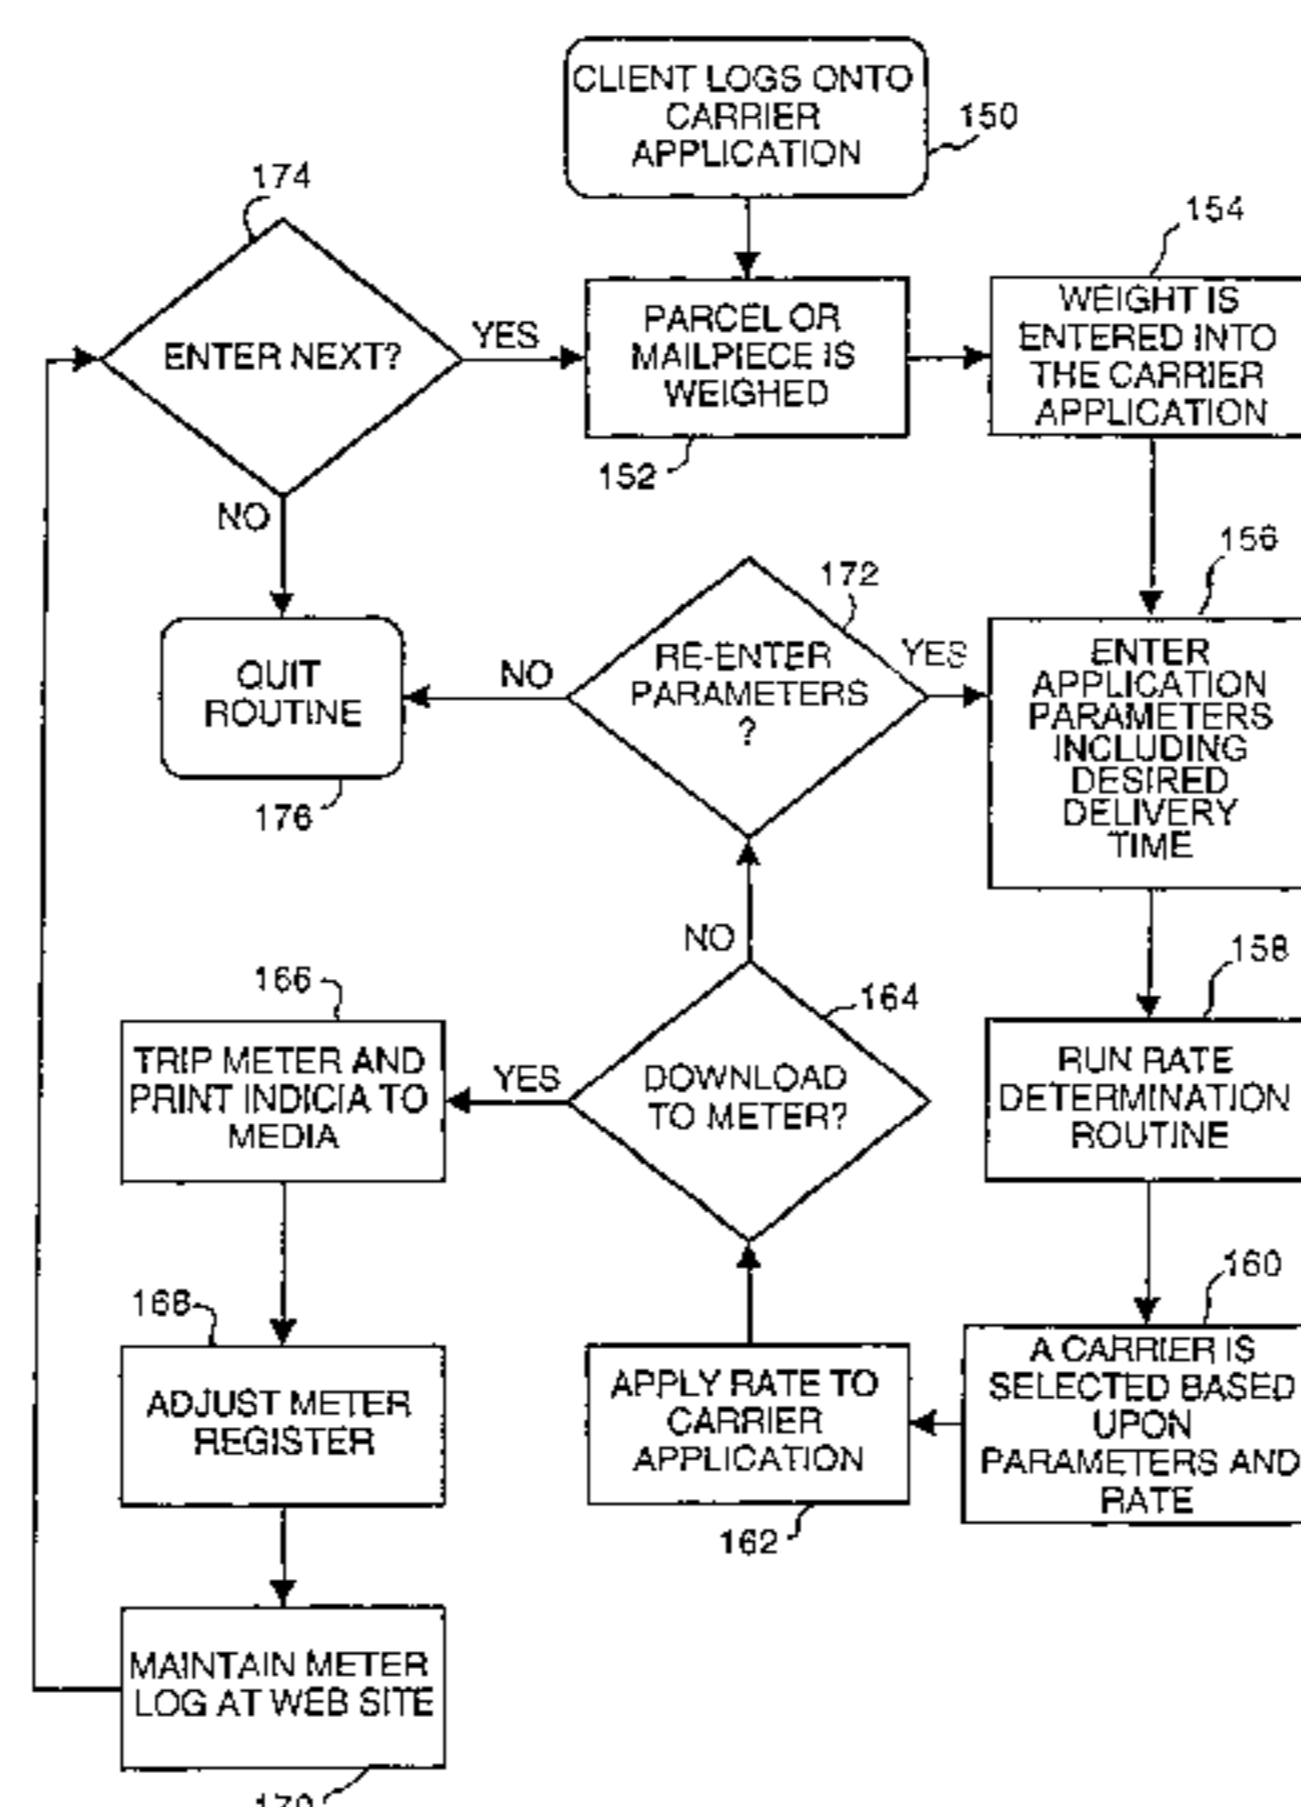 CLIENT LOGS ONTO
CARRIER
APPLICATION
150
174
ENTER NEXT?
YES
NO
PARCEL OR
MAILPIECE IS
WEIGHED
152
154
WEIGHT IS
ENTERED INTO
THE CARRIER
APPLICATION
156
ENTER
APPLICATION
PARAMETERS
INCLUDING
DESIRED
DELIVERY
TIME
172
RE-ENTER
PARAMETERS
?
YES
NO
QUIT
ROUTINE
176
NO
158
RUN RATE
DETERMINATION
ROUTINE
164
DOWNLOAD
TO METER?
YES
166
TRIP METER AND
PRINT INDICIA TO
MEDIA
160
A CARRIER IS
SELECTED BASED
UPON
PARAMETERS AND
RATE
APPLY RATE TO
CARRIER
APPLICATION
162
168
ADJUST METER
REGISTER
MAINTAIN METER
LOG AT WEB SITE
170